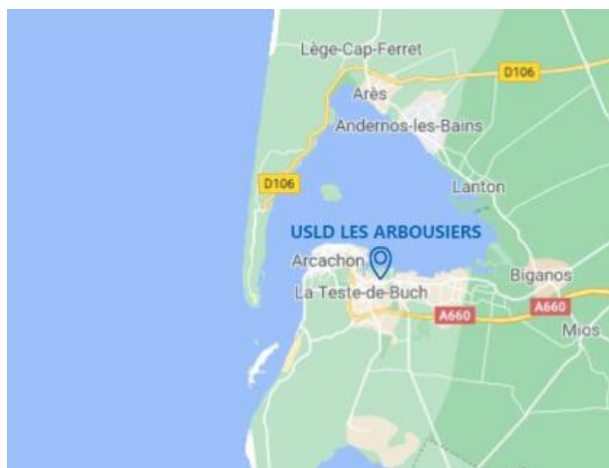 Lège-Cap-Ferret
D106
Arès
Andernos-les-Bains
D106
Lanton
USLD LES ARBOUSIERS
Arcachon
Biganos
La Teste-de-Buch
A660
A660
Mios